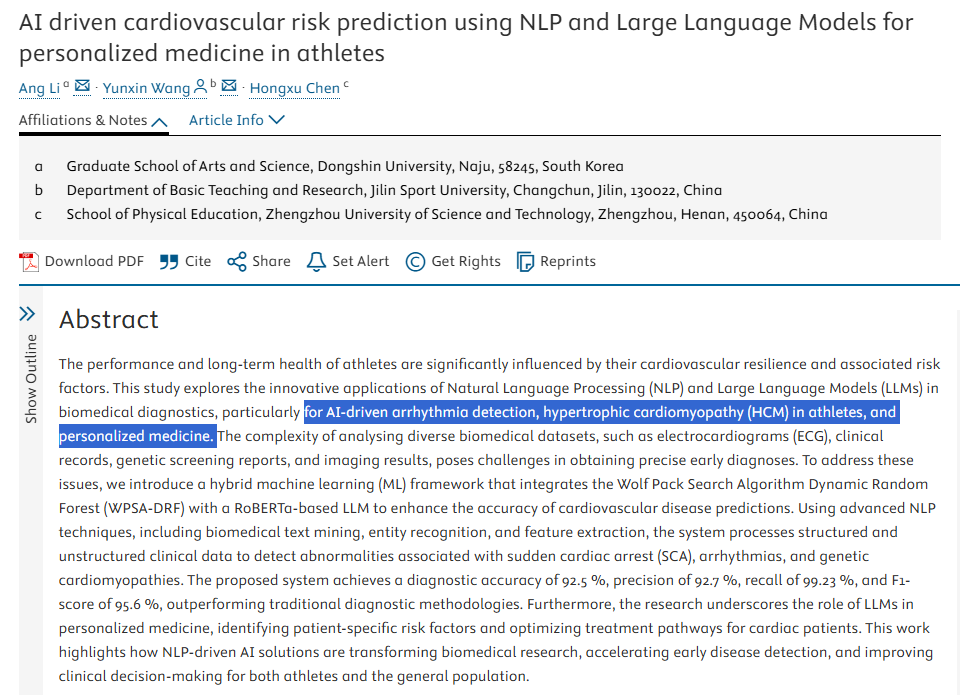 AI driven cardiovascular risk prediction using NLP and Large Language Models for
personalized medicine in athletes
Ang Li a · Yunxin Wang b · Hongxu Chen c
Affiliations & Notes Article Info
a Graduate School of Arts and Science, Dongshin University, Naju, 58245, South Korea
b Department of Basic Teaching and Research, Jilin Sport University, Changchun, Jilin, 130022, China
c School of Physical Education, Zhengzhou University of Science and Technology, Zhengzhou, Henan, 450064, China
PDF Download PDF Cite Share Set Alert © Get Rights Reprints
Show Outline
Abstract
The performance and long-term health of athletes are significantly influenced by their cardiovascular resilience and associated risk
factors. This study explores the innovative applications of Natural Language Processing (NLP) and Large Language Models (LLMs) in
biomedical diagnostics, particularly for AI-driven arrhythmia detection, hypertrophic cardiomyopathy (HCM) in athletes, and
personalized medicine. The complexity of analysing diverse biomedical datasets, such as electrocardiograms (ECG), clinical
records, genetic screening reports, and imaging results, poses challenges in obtaining precise early diagnoses. To address these
issues, we introduce a hybrid machine learning (ML) framework that integrates the Wolf Pack Search Algorithm Dynamic Random
Forest (WPSA-DRF) with a RoBERTa-based LLM to enhance the accuracy of cardiovascular disease predictions. Using advanced NLP
techniques, including biomedical text mining, entity recognition, and feature extraction, the system processes structured and
unstructured clinical data to detect abnormalities associated with sudden cardiac arrest (SCA), arrhythmias, and genetic
cardiomyopathies. The proposed system achieves a diagnostic accuracy of 92.5 %, precision of 92.7 %, recall of 99.23 %, and F1-
score of 95.6 %, outperforming traditional diagnostic methodologies. Furthermore, the research underscores the role of LLMs in
personalized medicine, identifying patient-specific risk factors and optimizing treatment pathways for cardiac patients. This work
highlights how NLP-driven AI solutions are transforming biomedical research, accelerating early disease detection, and improving
clinical decision-making for both athletes and the general population.